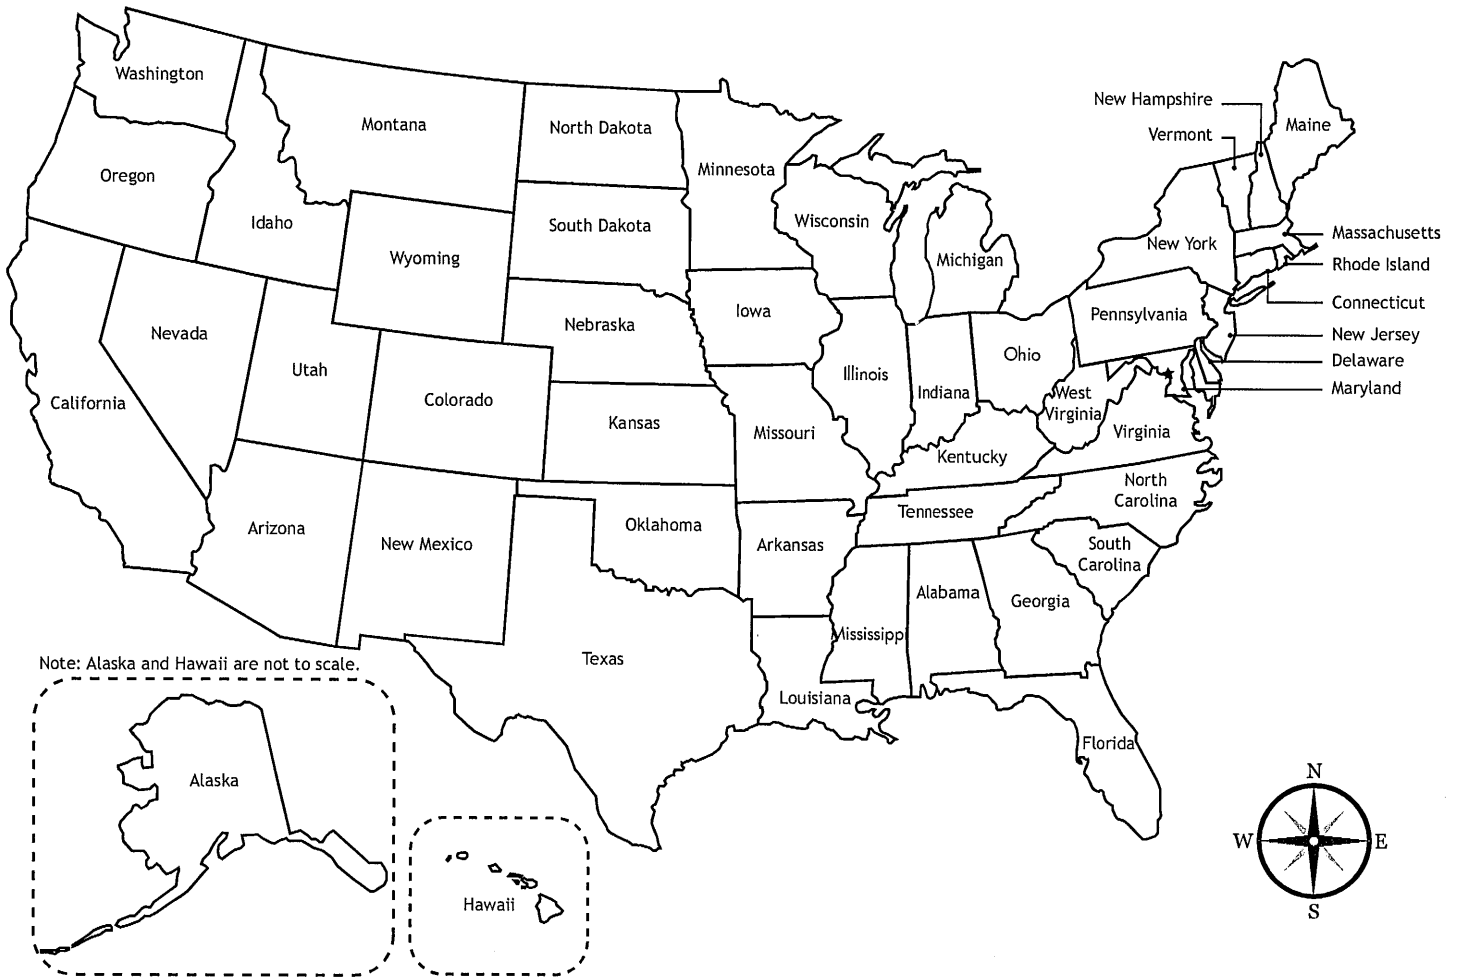 Washington
Montana
North Dakota
Minnesota
New Hampshire
Vermont
Maine
Oregon
Idaho
Wyoming
South Dakota
Wisconsin
Michigan
New York
Massachusetts
Rhode Island
Connecticut
New Jersey
Delaware
Maryland
Nevada
Utah
California
Colorado
Nebraska
Iowa
Illinois
Indiana
Ohio
Pennsylvania
West
Virginia
Virginia
Kansas
Missouri
Kentucky
North
Carolina
Tennessee
Arizona
New Mexico
Oklahoma
Arkansas
South
Carolina
Mississippi
Alabama
Georgia
Texas
Louisiana
Florida
Note: Alaska and Hawaii are not to scale.
Alaska
Hawaii
N
W
E
S